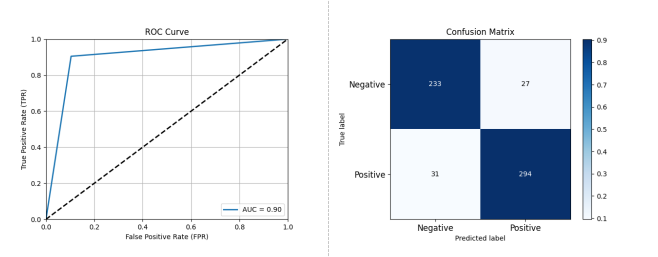 ROC Curve
True Positive Rate (TPR)
1.0
0.8
0.6
0.4
0.2
0.0
0.0 0.2 0.4 0.6 0.8 1.0
AUC = 0.90
False Positive Rate (FPR)
Confusion Matrix
True label
Negative 233 27
Positive 31 294
Negative Positive
Predicted label
0.9
0.8
0.7
0.6
0.5
0.4
0.3
0.2
0.1